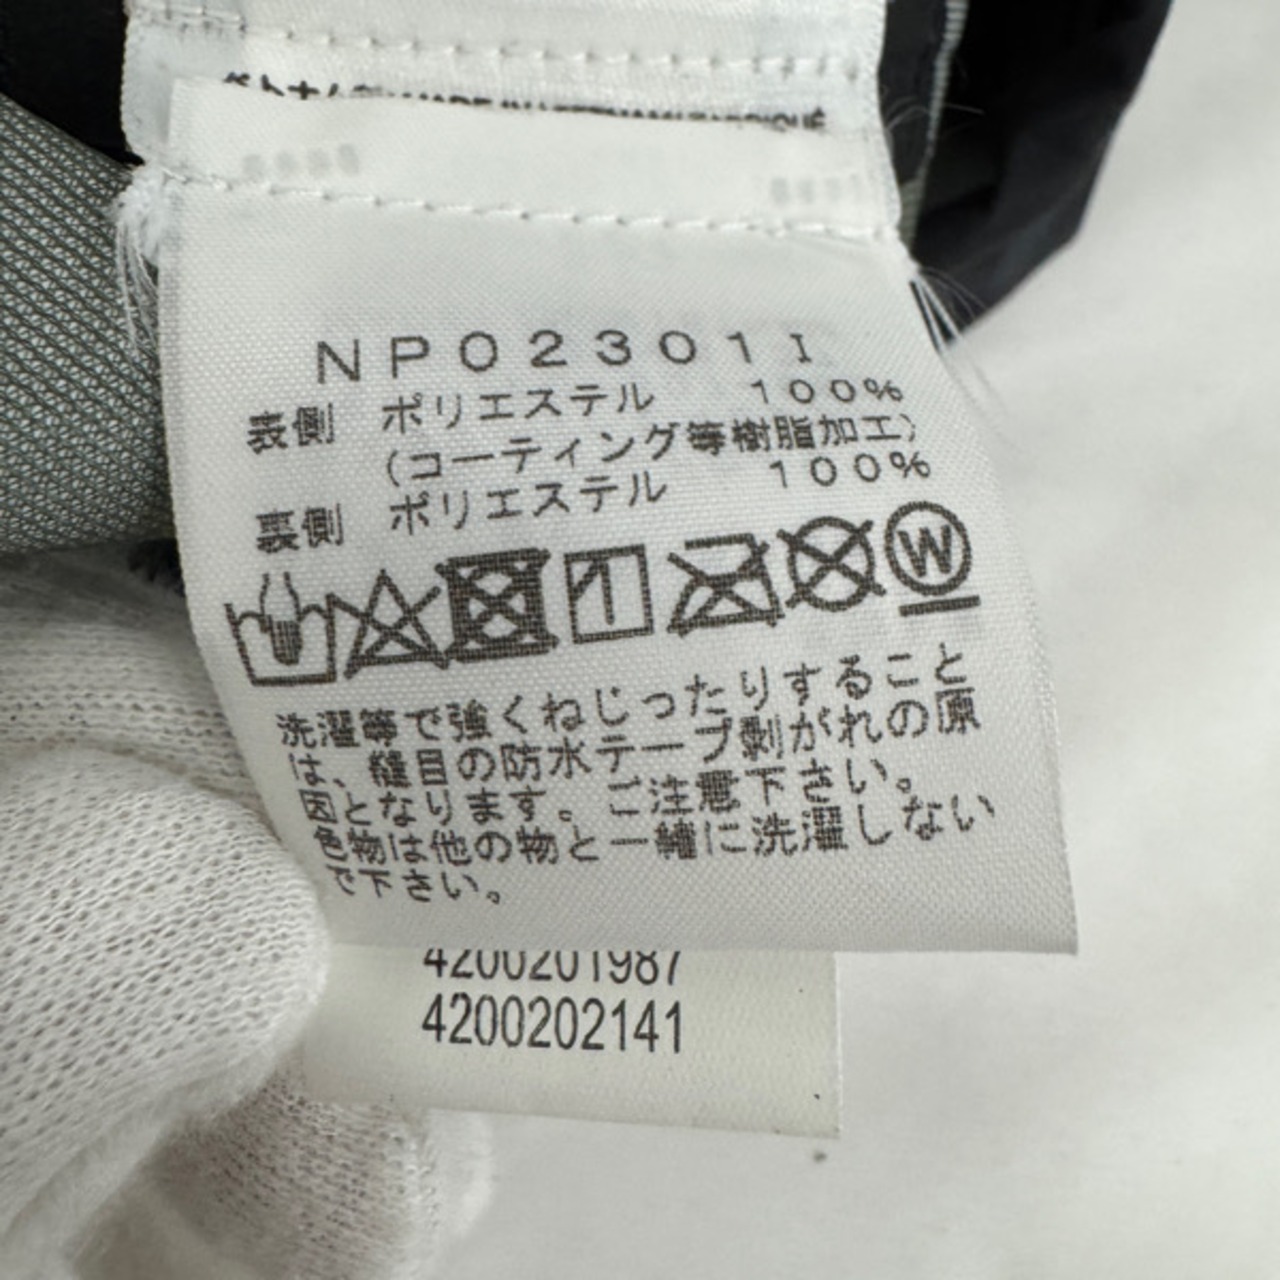 NP02301I
表側 ポリエステル 100%
(コーティング等樹脂加工)
裏側 ポリエステル 100%
W
洗濯等で強くねじったりすること
は、縫目の防水テープ剥がれの原
因となります。ご注意下さい。
色物は他の物と一緒に洗濯しない
で下さい。
4200201987
4200202141